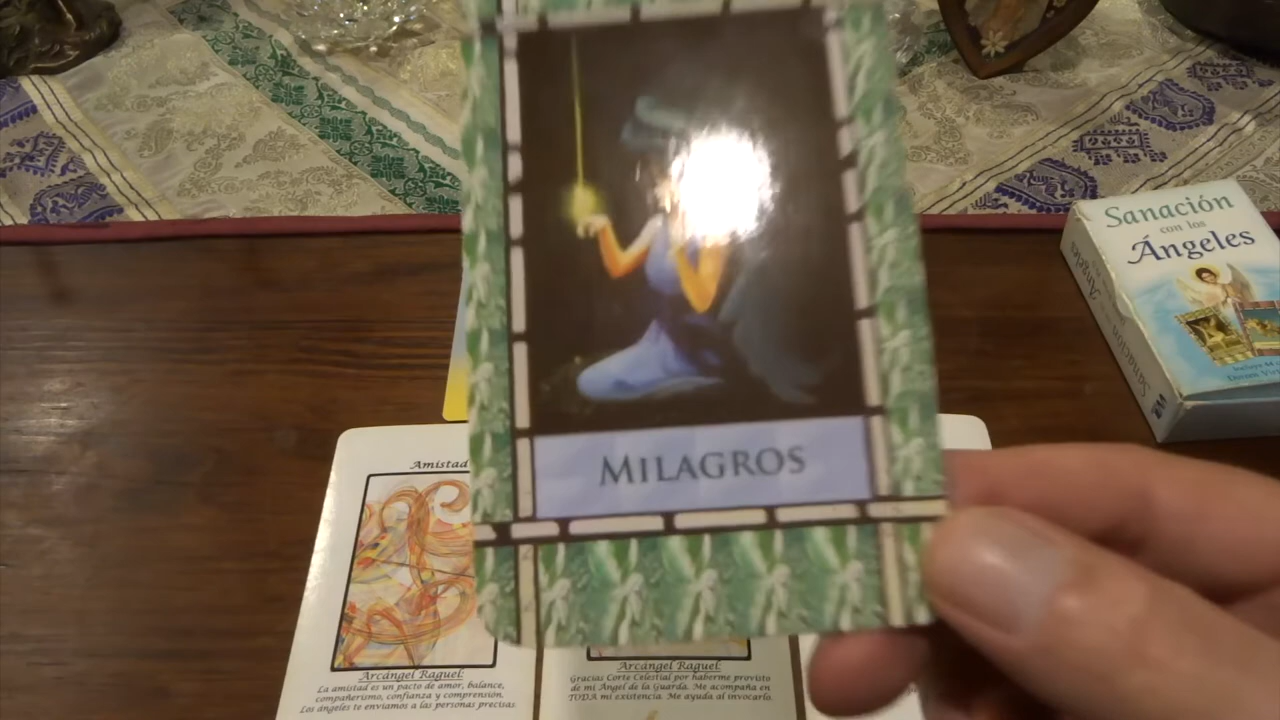 Sanación
con los
Ángeles
MILAGROS
Amistad
Arcángel Raguel:
La amistad es un pacto de amor, balance,
compañerismo, confianza y comprensión.
Los ángeles te enviamos a las personas precisas.
Arcángel Raguel:
Gracias Corte Celestial por haberme provisto
de mi Ángel de la Guarda. Me acompaña en
TODA mi existencia. Me ayuda al invocarlo.